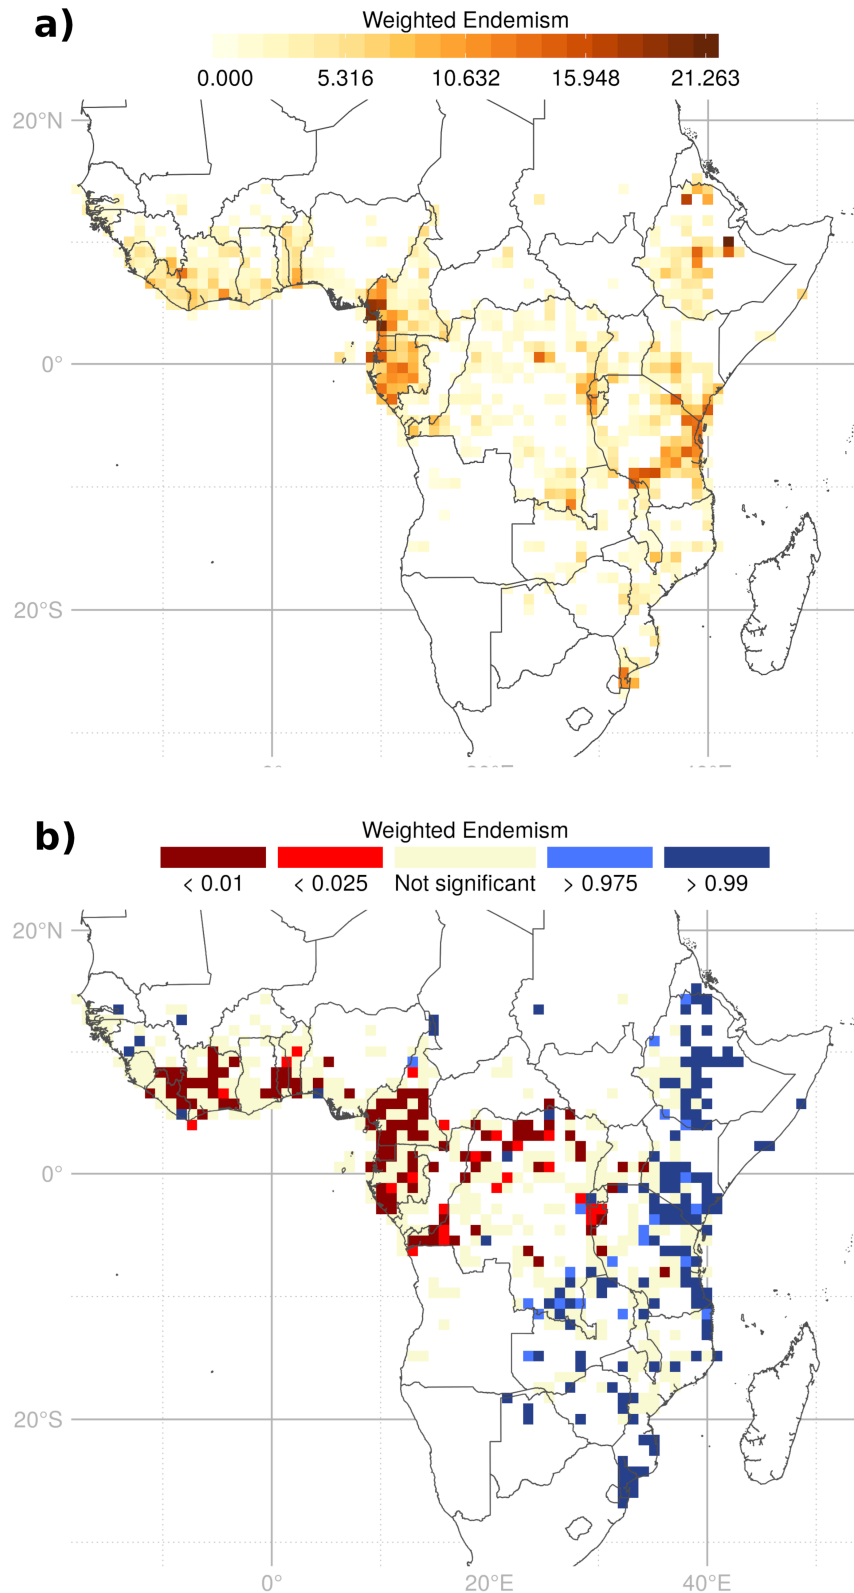 a)
Weighted Endemism
0.000 5.316 10.632 15.948 21.263
20°N
0°
20°S
b)
Weighted Endemism
< 0.01 < 0.025 Not significant > 0.975 > 0.99
20°N
0°
20°S
0° 20°E 40°E